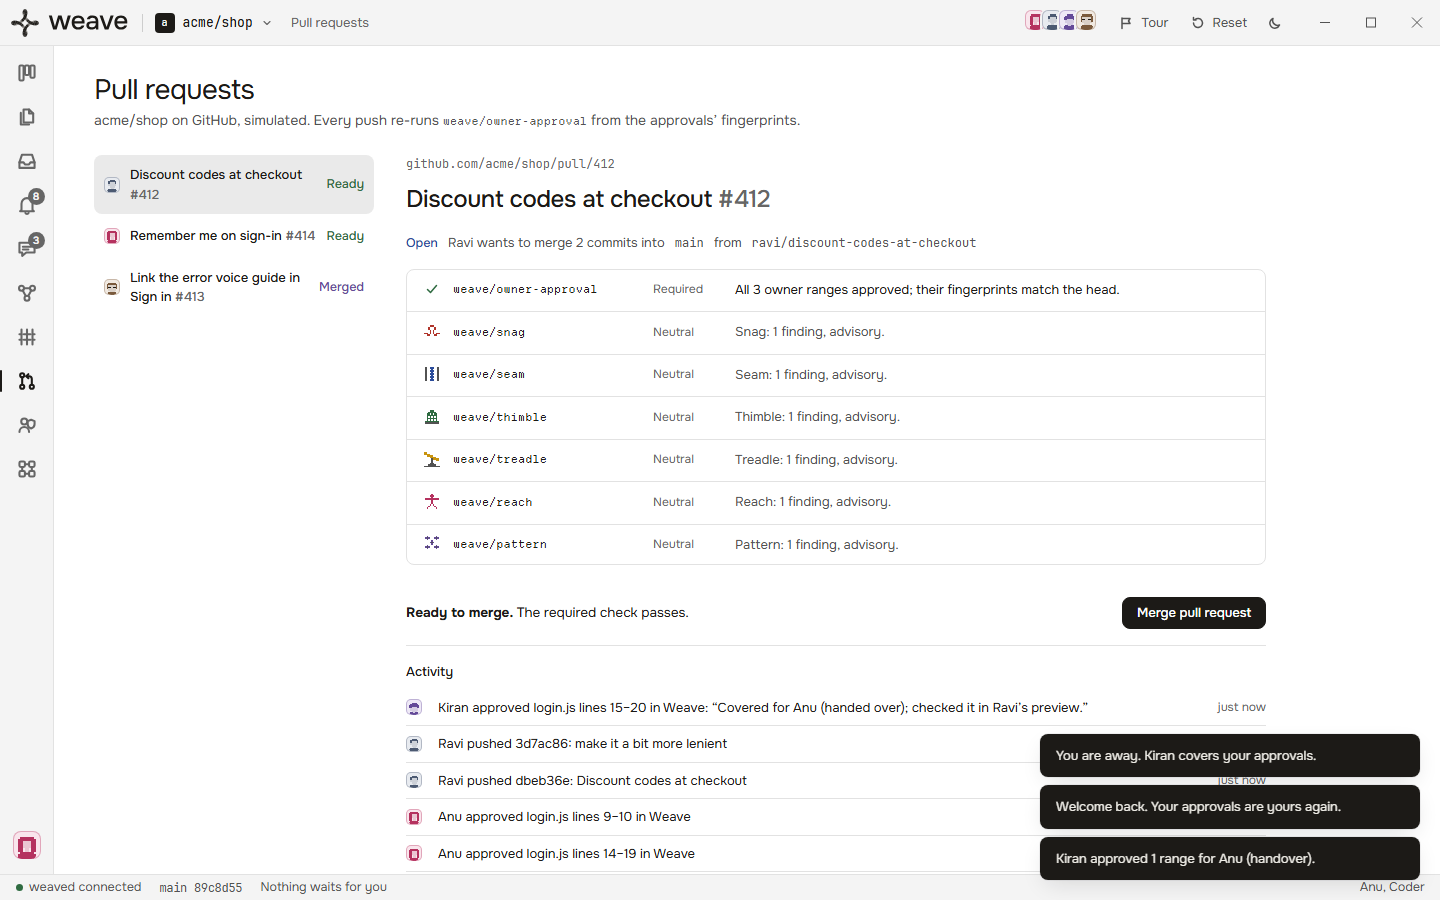 weave
a acme/shop
Pull requests
Tour
Reset
Pull requests
acme/shop on GitHub, simulated. Every push re-runs weave/owner-approval from the approvals’ fingerprints.
8
3
Discount codes at checkout
#412
Ready
Remember me on sign-in #414
Ready
Link the error voice guide in
Sign in #413
Merged
github.com/acme/shop/pull/412
Discount codes at checkout #412
Open Ravi wants to merge 2 commits into main from ravi/discount-codes-at-checkout
weave/owner-approval Required All 3 owner ranges approved; their fingerprints match the head.
weave/snag Neutral Snag: 1 finding, advisory.
weave/seam Neutral Seam: 1 finding, advisory.
weave/thimble Neutral Thimble: 1 finding, advisory.
weave/treadle Neutral Treadle: 1 finding, advisory.
weave/reach Neutral Reach: 1 finding, advisory.
weave/pattern Neutral Pattern: 1 finding, advisory.
Ready to merge. The required check passes.
Merge pull request
Activity
Kiran approved login.js lines 15–20 in Weave: “Covered for Anu (handed over); checked it in Ravi’s preview.” just now
Ravi pushed 3d7ac86: make it a bit more lenient
Ravi pushed dbeb36e: Discount codes at checkout just now
Anu approved login.js lines 9–10 in Weave
Anu approved login.js lines 14–19 in Weave
You are away. Kiran covers your approvals.
Welcome back. Your approvals are yours again.
Kiran approved 1 range for Anu (handover).
weaved connected main 89c8d55 Nothing waits for you
Anu, Coder